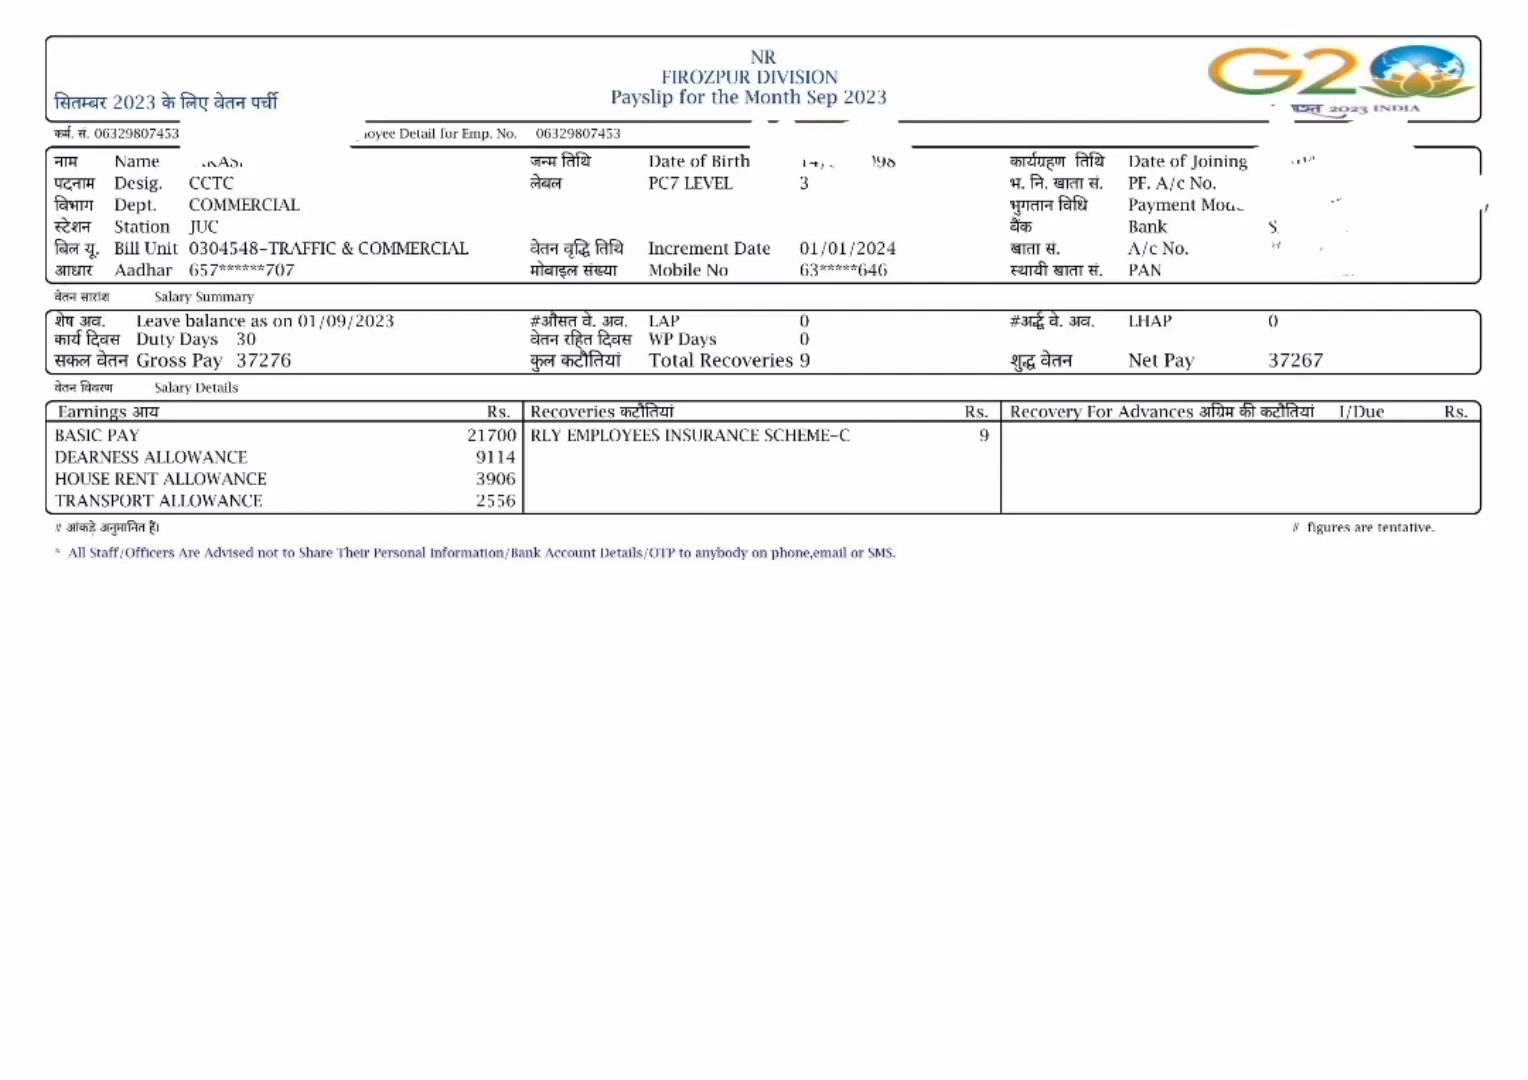 NR
FIROZPUR DIVISION
Payslip for the Month Sep 2023
सितम्बर 2023 के लिए वेतन पर्ची
G20
2023 INDIA
कर्म. सं. 06329807453 Detail for Emp. No. 06329807453
नाम Name जन्म तिथि Date of Birth कार्यग्रहण तिथि Date of Joining
पदनाम Desig. CCTC लेबल PC7 LEVEL 3 भ. नि. खाता सं. PF. A/c No.
विभाग Dept. COMMERCIAL भुगतान विधि Payment
स्टेशन Station JUC बैंक Bank
बिल यू. Bill Unit 0304548-TRAFFIC & COMMERCIAL वेतन वृद्धि तिथि Increment Date 01/01/2024 खाता सं. A/c No.
आधार Aadhar 657******707 मोबाइल संख्या Mobile No 63*****646 स्थायी खाता सं. PAN
वेतन सारांश Salary Summary
शेष अव. Leave balance as on 01/09/2023 #औसत वे. अव. LAP 0 #अर्द्ध वे. अव. LHAP 0
कार्य दिवस Duty Days 30 वेतन रहित दिवस WP Days 0
सकल वेतन Gross Pay 37276 कुल कटौतियां Total Recoveries 9 शुद्ध वेतन Net Pay 37267
वेतन विवरण Salary Details
Earnings आय Rs. Recoveries कटौतियां Rs. Recovery For Advances अग्रिम की कटौतियां I/Due Rs.
BASIC PAY 21700 RLY EMPLOYEES INSURANCE SCHEME-C 9
DEARNESS ALLOWANCE 9114
HOUSE RENT ALLOWANCE 3906
TRANSPORT ALLOWANCE 2556
# आंकड़े अनुमानित हैं। # figures are tentative.
* All Staff/Officers Are Advised not to Share Their Personal Information/Bank Account Details/OTP to anybody on phone,email or SMS.